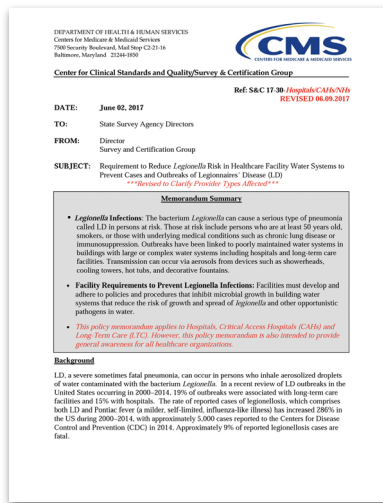 DEPARTMENT OF HEALTH & HUMAN SERVICES
Centers for Medicare & Medicaid Services
7500 Security Boulevard, Mail Stop C2-21-16
Baltimore, Maryland 21244-1850
CMS
CENTERS FOR MEDICARE & MEDICAID SERVICES
Center for Clinical Standards and Quality/Survey & Certification Group
Ref: S&C 17-30-Hospitals/CAHs/NHs
REVISED 06.09.2017
DATE: June 02, 2017
TO: State Survey Agency Directors
FROM: Director
Survey and Certification Group
SUBJECT: Requirement to Reduce Legionella Risk in Healthcare Facility Water Systems to
Prevent Cases and Outbreaks of Legionnaires' Disease (LD)
***Revised to Clarify Provider Types Affected***
Memorandum Summary
• Legionella Infections: The bacterium Legionella can cause a serious type of pneumonia
called LD in persons at risk. Those at risk include persons who are at least 50 years old,
smokers, or those with underlying medical conditions such as chronic lung disease or
immunosuppression. Outbreaks have been linked to poorly maintained water systems in
buildings with large or complex water systems including hospitals and long-term care
facilities. Transmission can occur via aerosols from devices such as showerheads,
cooling towers, hot tubs, and decorative fountains.
• Facility Requirements to Prevent Legionella Infections: Facilities must develop and
adhere to policies and procedures that inhibit microbial growth in building water
systems that reduce the risk of growth and spread of legionella and other opportunistic
pathogens in water.
• This policy memorandum applies to Hospitals, Critical Access Hospitals (CAHs) and
Long-Term Care (LTC). However, this policy memorandum is also intended to provide
general awareness for all healthcare organizations.
Background
LD, a severe sometimes fatal pneumonia, can occur in persons who inhale aerosolized droplets
of water contaminated with the bacterium Legionella. In a recent review of LD outbreaks in the
United States occurring in 2000–2014, 19% of outbreaks were associated with long-term care
facilities and 15% with hospitals. The rate of reported cases of legionellosis, which comprises
both LD and Pontiac fever (a milder, self-limited, influenza-like illness) has increased 286% in
the US during 2000–2014, with approximately 5,000 cases reported to the Centers for Disease
Control and Prevention (CDC) in 2014. Approximately 9% of reported legionellosis cases are
fatal.